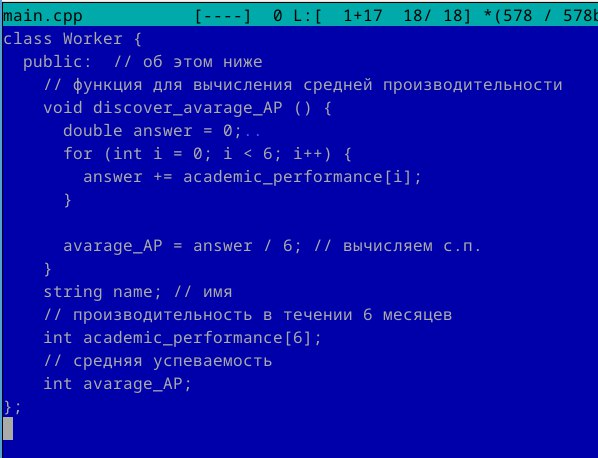 main.cpp [----] 0 L:[ 1+17 18/ 18] *(578 / 578b
class Worker {
public: // об этом ниже
// функция для вычисления средней производительности
void discover_avarage_AP () {
double answer = 0;..
for (int i = 0; i < 6; i++) {
answer += academic_performance[i];
}
avarage_AP = answer / 6; // вычисляем с.п.
}
string name; // имя
// производительность в течении 6 месяцев
int academic_performance[6];
// средняя успеваемость
int avarage_AP;
};